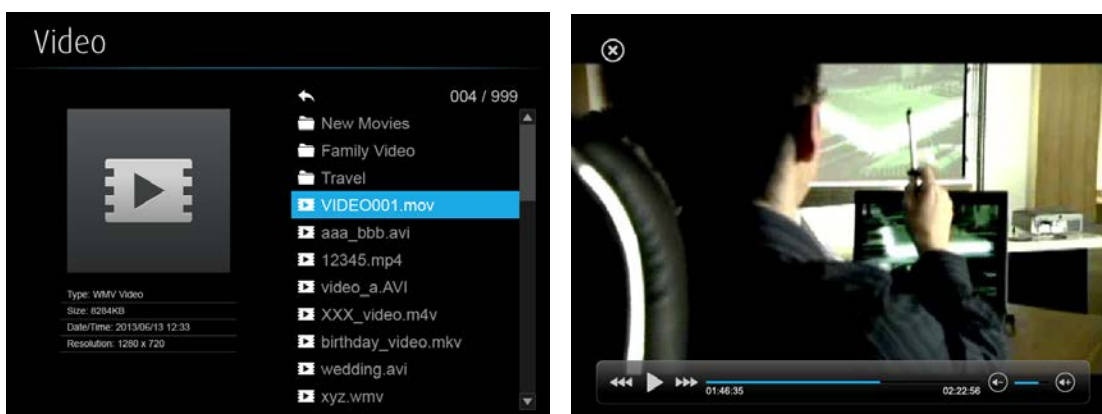 Video
004 / 999
New Movies
Family Video
Travel
VIDEO001.mov
aaa_bbb.avi
12345.mp4
video_a.AVI
XXX_video.m4v
birthday_video.mkv
wedding.avi
xyz.wmv
Type: WMV Video
Size: 8284KB
Date/Time: 2013/06/13 12:33
Resolution: 1280 x 720
01:46:35
02:22:56